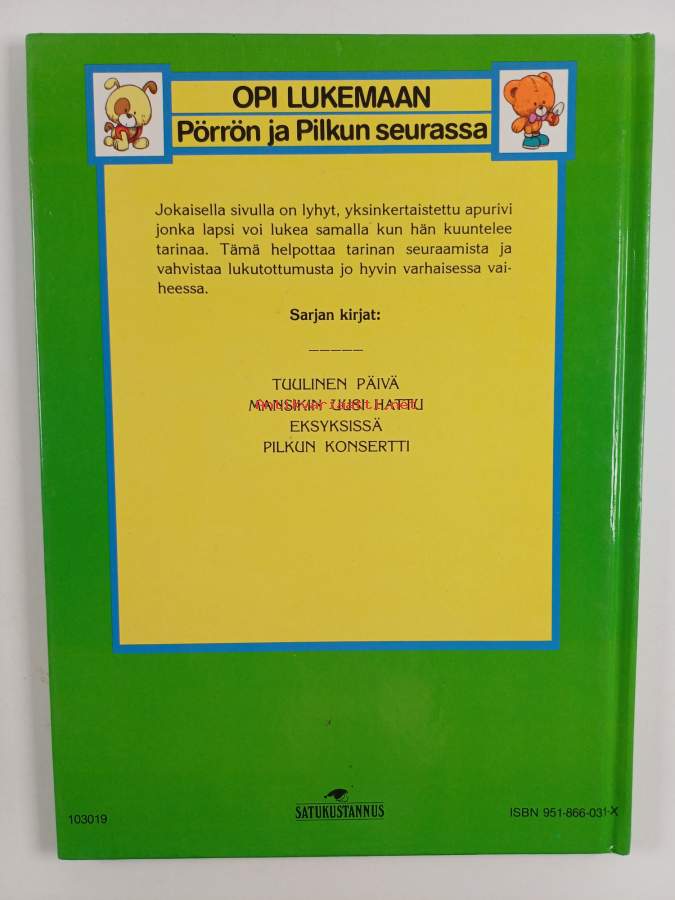 OPI LUKEMAAN
Pörrön ja Pilkun seurassa
Jokaisella sivulla on lyhyt, yksinkertaistettu apurivi
jonka lapsi voi lukea samalla kun hän kuuntelee
tarinaa. Tämä helpottaa tarinan seuraamista ja
vahvistaa lukutottumusta jo hyvin varhaisessa vai-
heessa.
Sarjan kirjat:
–––––
TUULINEN PÄIVÄ
MANSIKIN UUSI HATTU
EKSYKSISSÄ
PILKUN KONSERTTI
103019
SATUKUSTANNUS
ISBN 951-866-031-X